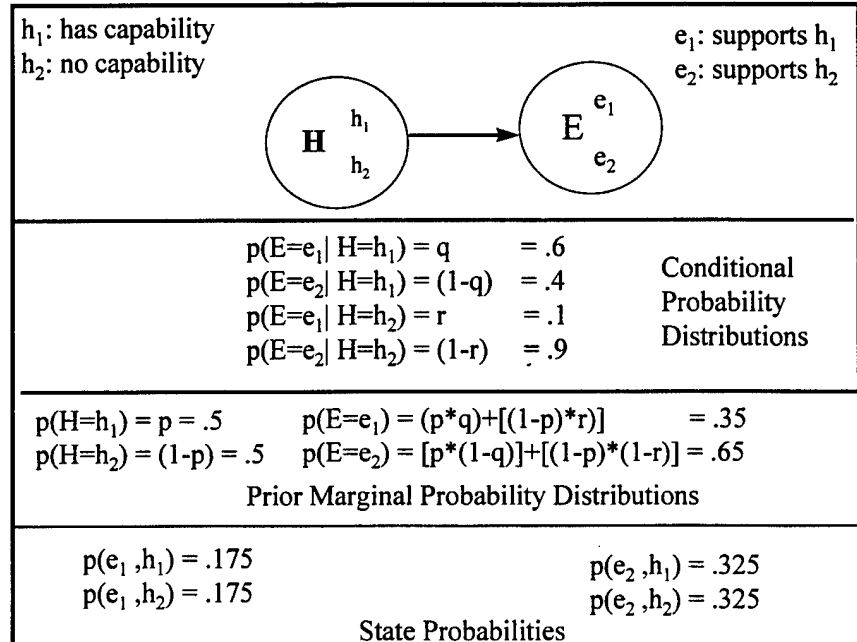 h₁: has capability
h₂: no capability
e₁: supports h₁
e₂: supports h₂
H h₁ h₂
E e₁ e₂
p(E=e₁| H=h₁) = q = .6
p(E=e₂| H=h₁) = (1-q) = .4
p(E=e₁| H=h₂) = r = .1
p(E=e₂| H=h₂) = (1-r) = .9
Conditional
Probability
Distributions
p(H=h₁) = p = .5 p(E=e₁) = (p*q)+[(1-p)*r)] = .35
p(H=h₂) = (1-p) = .5 p(E=e₂) = [p*(1-q)]+[(1-p)*(1-r)] = .65
Prior Marginal Probability Distributions
p(e₁ ,h₁) = .175 p(e₂ ,h₁) = .325
p(e₁ ,h₂) = .175 p(e₂ ,h₂) = .325
State Probabilities